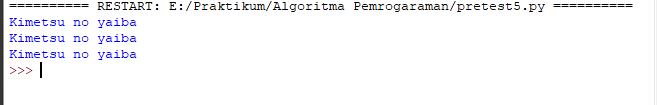 ========== RESTART: E:/Praktikum/Algoritma Pemrogaraman/pretest5.py ==========
Kimetsu no yaiba
Kimetsu no yaiba
Kimetsu no yaiba
>>>